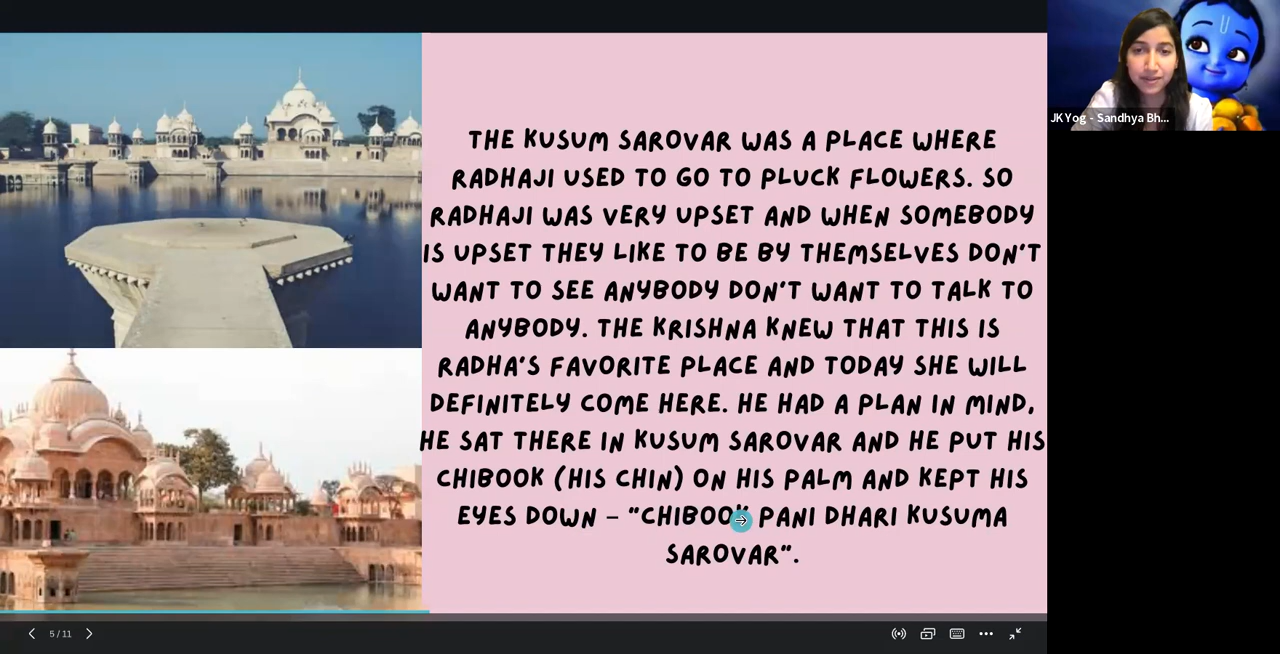 THE KUSUM SAROVAR WAS A PLACE WHERE
RADHAJI USED TO GO TO PLUCK FLOWERS. SO
RADHAJI WAS VERY UPSET AND WHEN SOMEBODY
IS UPSET THEY LIKE TO BE BY THEMSELVES DON'T
WANT TO SEE ANYBODY DON'T WANT TO TALK TO
ANYBODY. THE KRISHNA KNEW THAT THIS IS
RADHA'S FAVORITE PLACE AND TODAY SHE WILL
DEFINITELY COME HERE. HE HAD A PLAN IN MIND,
HE SAT THERE IN KUSUM SAROVAR AND HE PUT HIS
CHIBOOK (HIS CHIN) ON HIS PALM AND KEPT HIS
EYES DOWN – "CHIBOOK PANI DHARI KUSUMA
SAROVAR".
JKYog - Sandhya Bh...
5 / 11